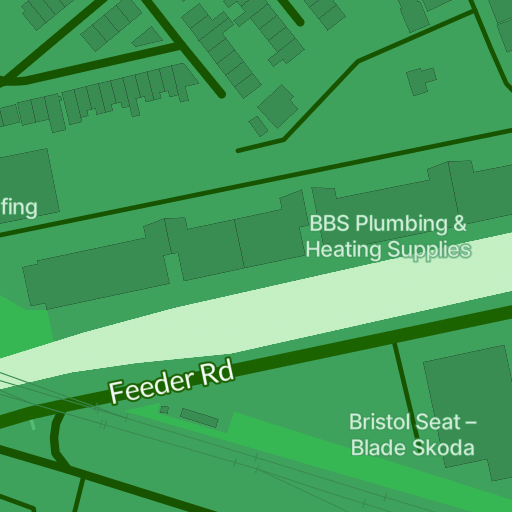 fing
BBS Plumbing &
Heating Supplies
Feeder Rd
Bristol Seat –
Blade Skoda